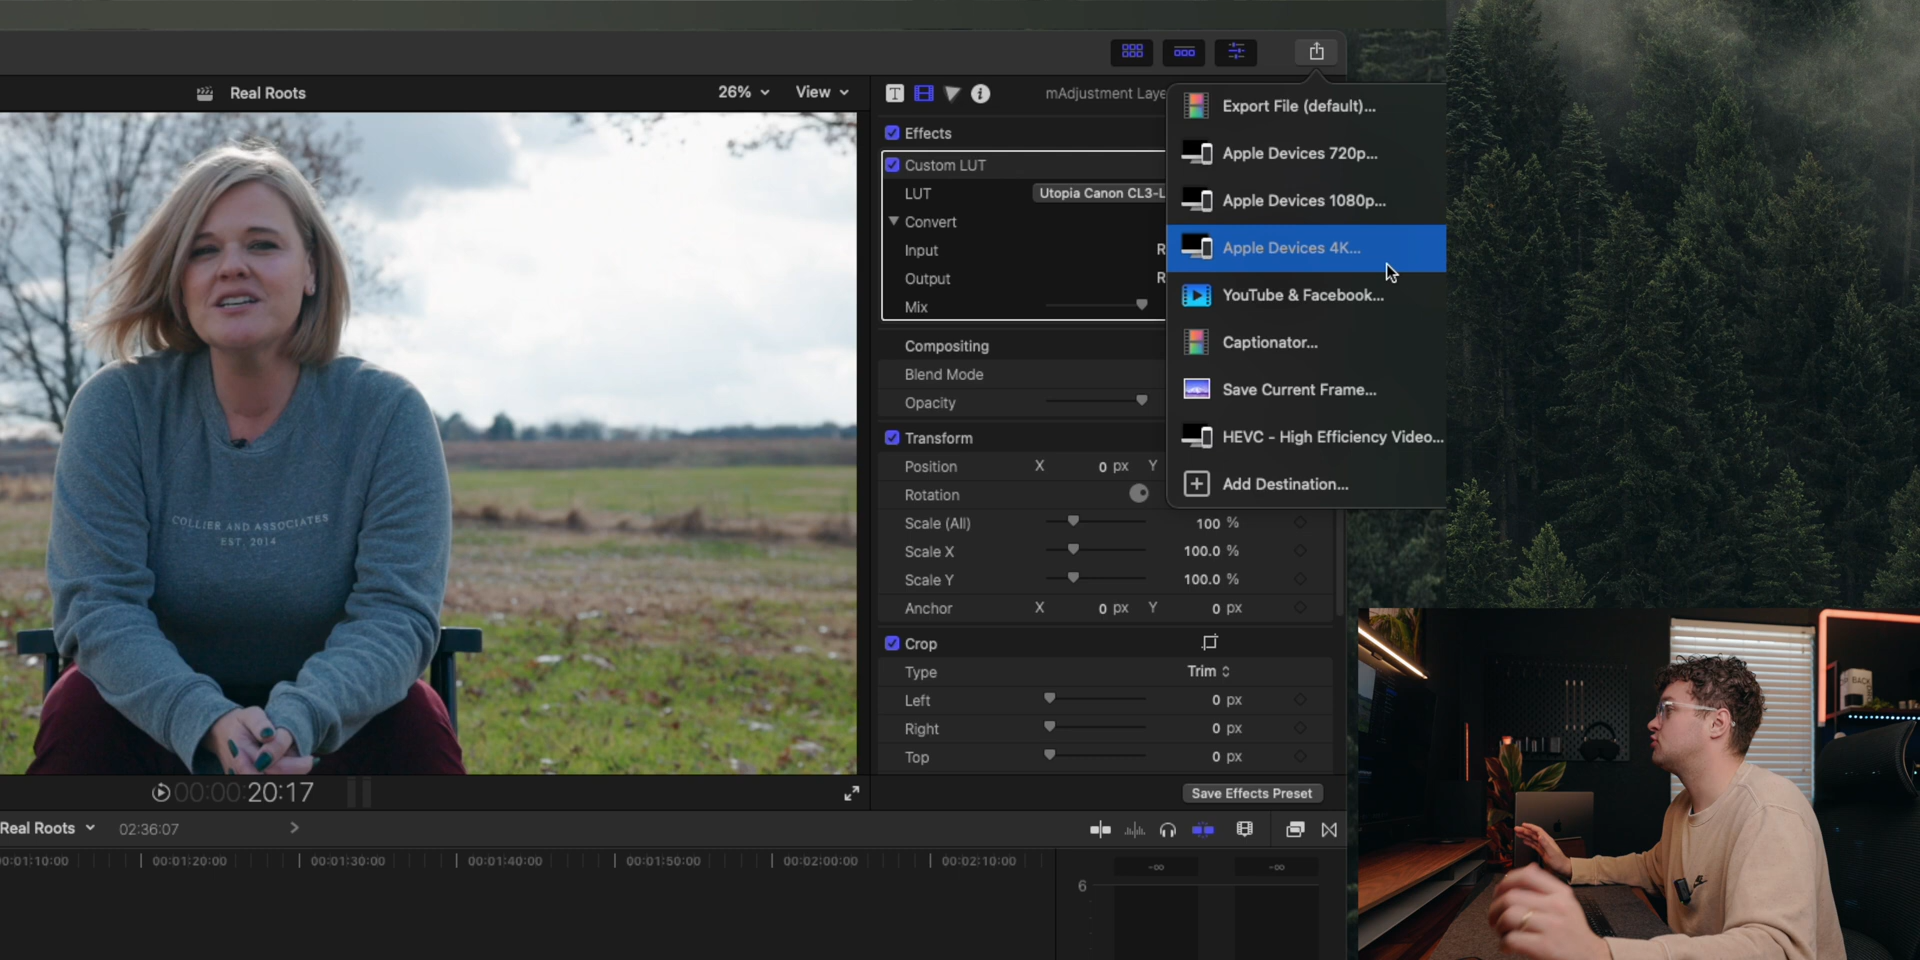 Real Roots
26%
View
mAdjustment Laye
Effects
Custom LUT
LUT
Utopia Canon CL3-L
Convert
Input
R
Output
R
Mix
Compositing
Blend Mode
Opacity
Transform
Position
X
0 px
Y
Rotation
Scale (All)
100 %
Scale X
100.0 %
Scale Y
100.0 %
Anchor
X
0 px
Y
0 px
Crop
Type
Trim
Left
0 px
Right
0 px
Top
0 px
Save Effects Preset
Export File (default)...
Apple Devices 720p...
Apple Devices 1080p...
Apple Devices 4K...
YouTube & Facebook...
Captionator...
Save Current Frame...
HEVC - High Efficiency Video...
Add Destination...
COLLIER AND ASSOCIATES
EST. 2014
00:00:20:17
Real Roots
02:36:07
00:01:10:00
00:01:20:00
00:01:30:00
00:01:40:00
00:01:50:00
00:02:00:00
00:02:10:00
-∞
-∞
6